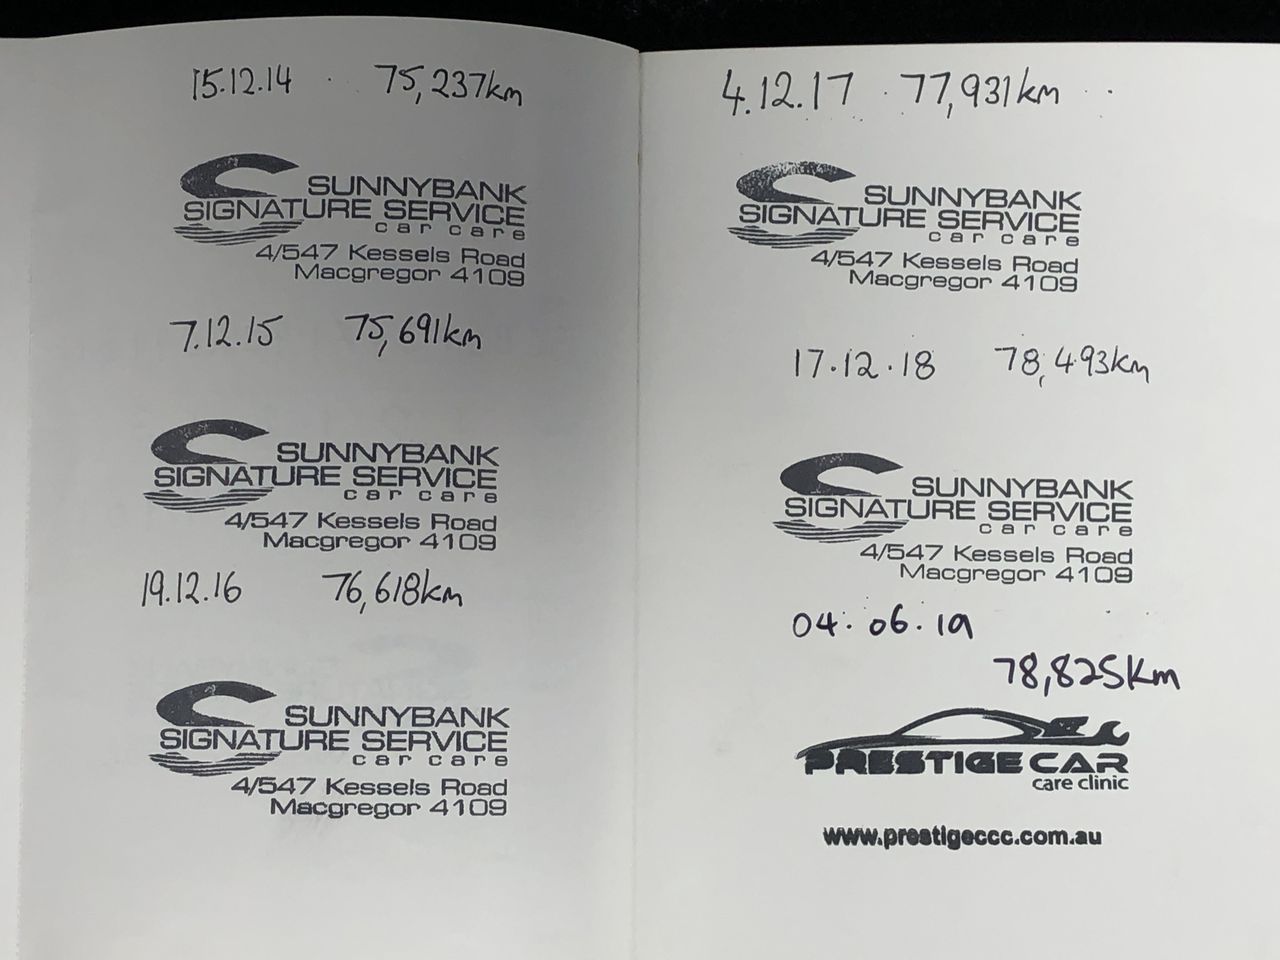 15.12.14 75,237km
SUNNYBANK
SIGNATURE SERVICE
car care
4/547 Kessels Road
Macgregor 4109
7.12.15 75,691km
SUNNYBANK
SIGNATURE SERVICE
car care
4/547 Kessels Road
Macgregor 4109
19.12.16 76,618km
SUNNYBANK
SIGNATURE SERVICE
car care
4/547 Kessels Road
Macgregor 4109
4.12.17 77,931km
SUNNYBANK
SIGNATURE SERVICE
car care
4/547 Kessels Road
Macgregor 4109
17.12.18 78,493km
SUNNYBANK
SIGNATURE SERVICE
car care
4/547 Kessels Road
Macgregor 4109
04.06.19
78,825km
PRESTIGE CAR
care clinic
www.prestigeccc.com.au